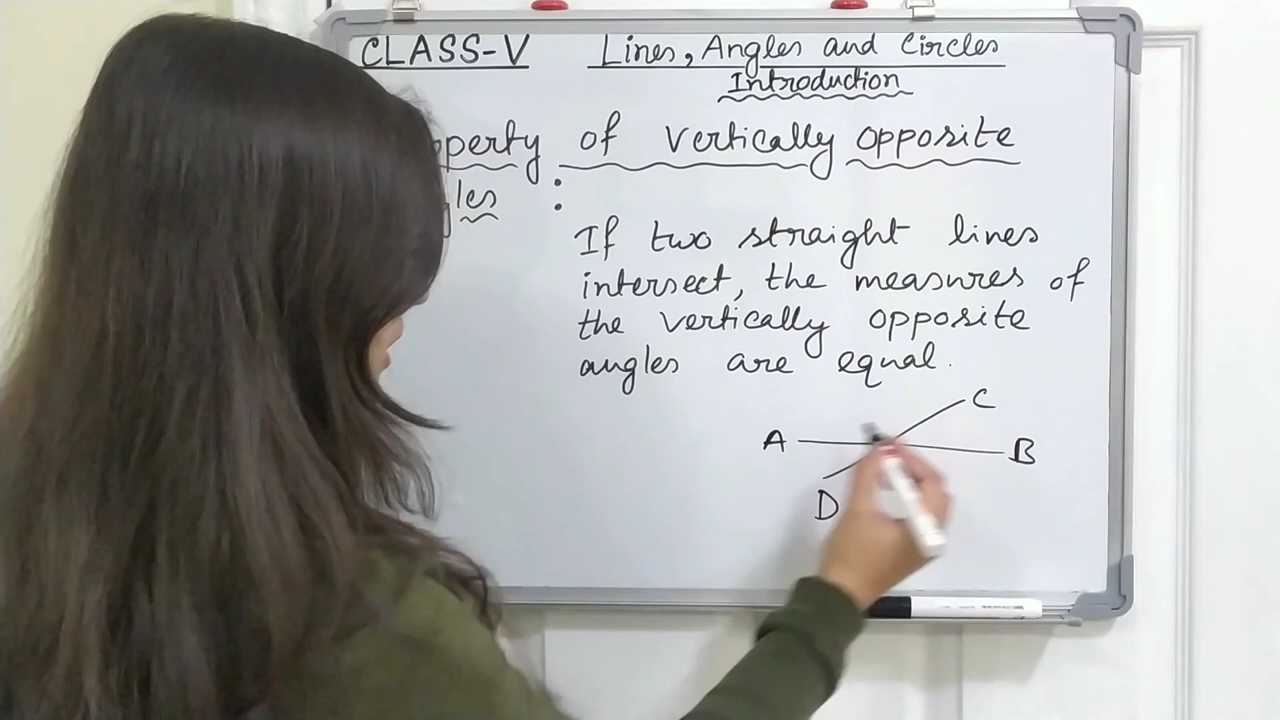 CLASS-V Lines, Angles and Circles
Introduction
of vertically opposite
:
If two straight lines
intersect, the measures of
the vertically opposite
angles are equal.
C
A B
D